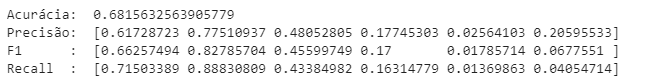 Acurácia:  0.6815632563905779
Precisão:  [0.61728723 0.77510937 0.48052805 0.17745303 0.02564103 0.20595533]
F1      :  [0.66257494 0.82785704 0.45599749 0.17       0.01785714 0.0677551 ]
Recall  :  [0.71503389 0.88830809 0.43384982 0.16314779 0.01369863 0.04054714]